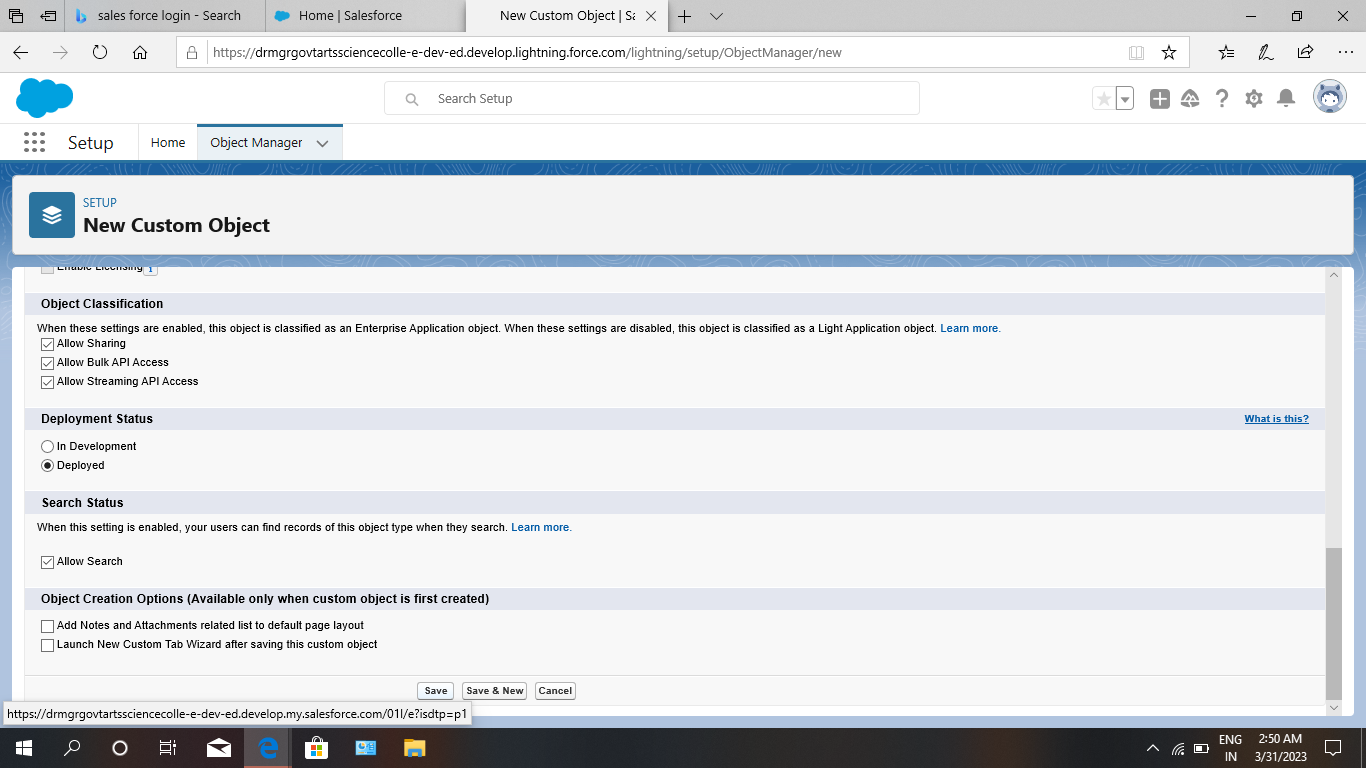 sales force login - Search
Home | Salesforce
New Custom Object | Sa
https://drmgrgovtartssciencecolle-e-dev-ed.develop.lightning.force.com/lightning/setup/ObjectManager/new
Search Setup
Setup
Home
Object Manager
SETUP
New Custom Object
Enable Licensing i
Object Classification
When these settings are enabled, this object is classified as an Enterprise Application object. When these settings are disabled, this object is classified as a Light Application object. Learn more.
Allow Sharing
Allow Bulk API Access
Allow Streaming API Access
Deployment Status
What is this?
In Development
Deployed
Search Status
When this setting is enabled, your users can find records of this object type when they search. Learn more.
Allow Search
Object Creation Options (Available only when custom object is first created)
Add Notes and Attachments related list to default page layout
Launch New Custom Tab Wizard after saving this custom object
Save
Save & New
Cancel
https://drmgrgovtartssciencecolle-e-dev-ed.develop.my.salesforce.com/01I/e?isdtp=p1
ENG
IN
2:50 AM
3/31/2023